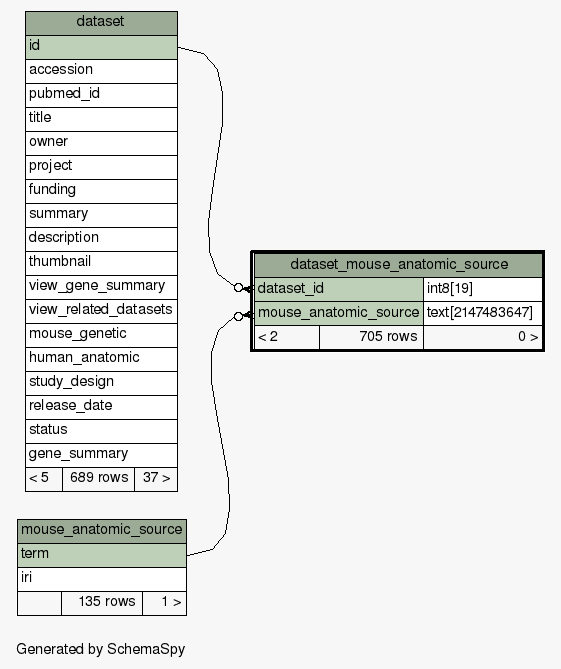 dataset
id
accession
pubmed_id
title
owner
project
funding
summary
description
thumbnail
view_gene_summary
view_related_datasets
mouse_genetic
human_anatomic
study_design
release_date
status
gene_summary
< 5 689 rows 37 >
dataset_mouse_anatomic_source
dataset_id int8[19]
mouse_anatomic_source text[2147483647]
< 2 705 rows 0 >
mouse_anatomic_source
term
iri
135 rows 1 >
Generated by SchemaSpy